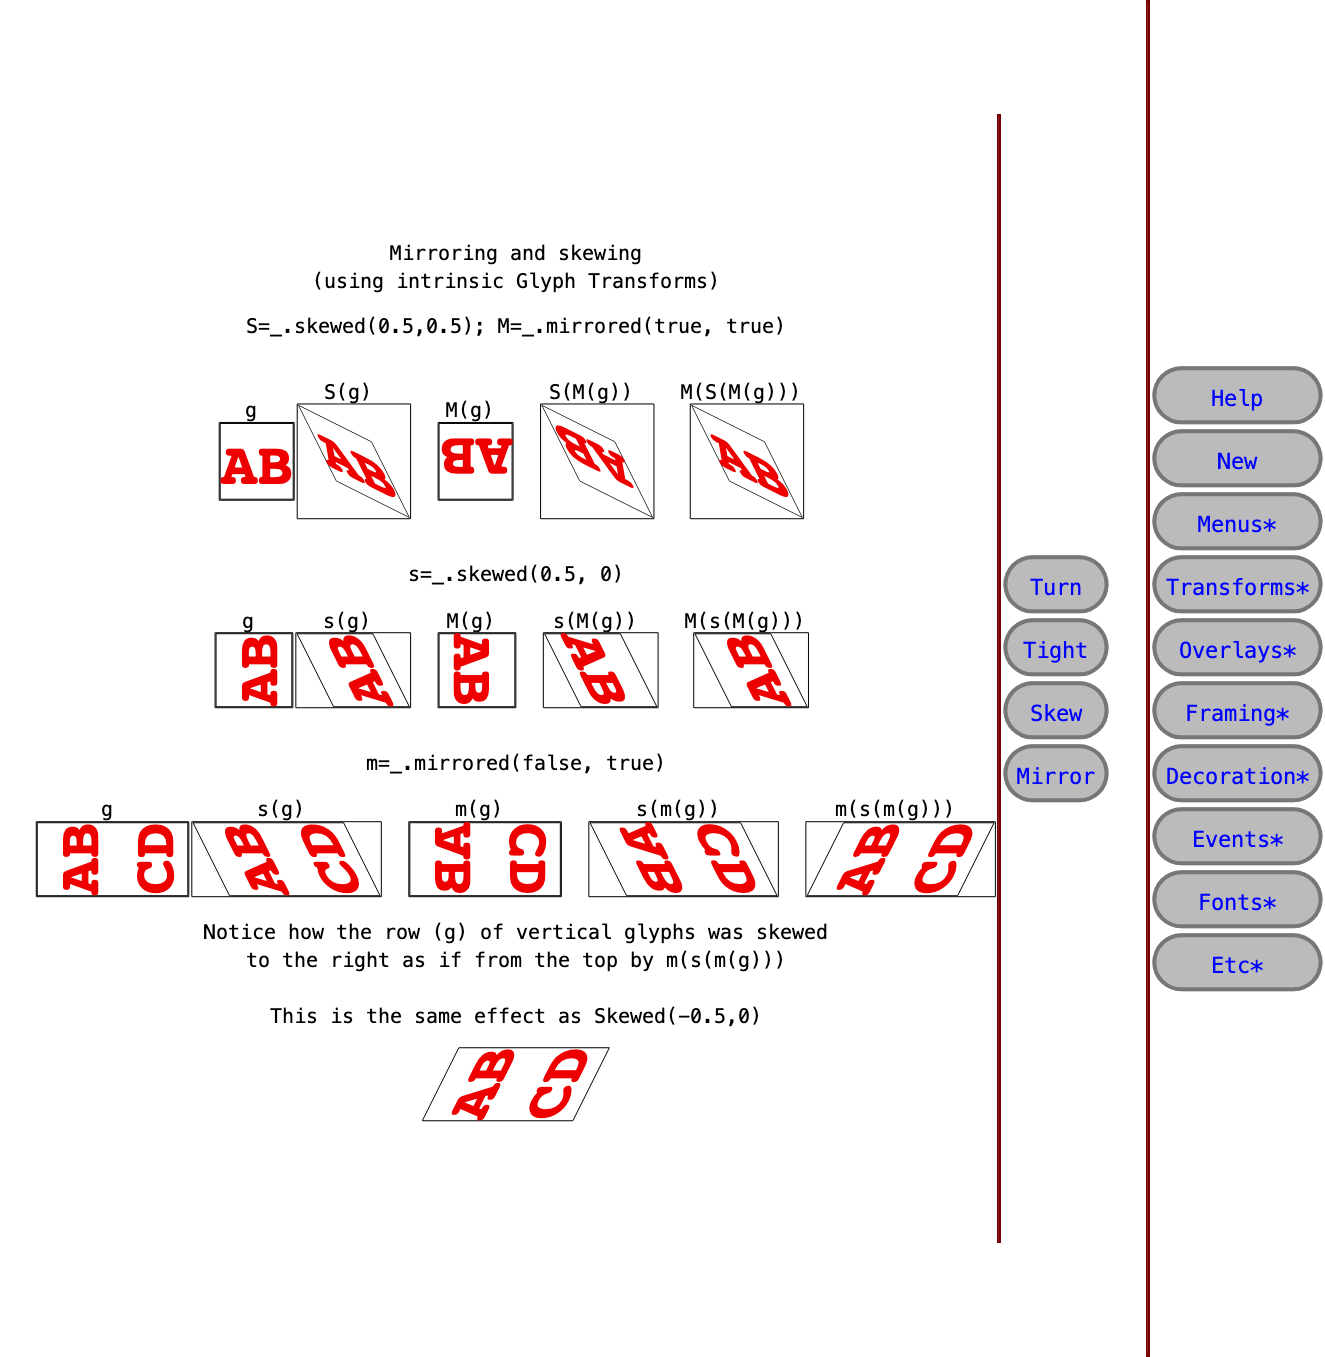 Mirroring and skewing
(using intrinsic Glyph Transforms)
S=_.skewed(0.5,0.5); M=_.mirrored(true, true)
g S(g) M(g) S(M(g)) M(S(M(g)))
AB AB AB AB AB
s=_.skewed(0.5, 0)
g s(g) M(g) s(M(g)) M(s(M(g)))
AB AB AB AB AB
m=_.mirrored(false, true)
g s(g) m(g) s(m(g)) m(s(m(g)))
AB CD AB CD AB CD AB CD AB CD
Notice how the row (g) of vertical glyphs was skewed
to the right as if from the top by m(s(m(g)))
This is the same effect as Skewed(-0.5,0)
AB CD
Turn
Tight
Skew
Mirror
Help
New
Menus*
Transforms*
Overlays*
Framing*
Decoration*
Events*
Fonts*
Etc*